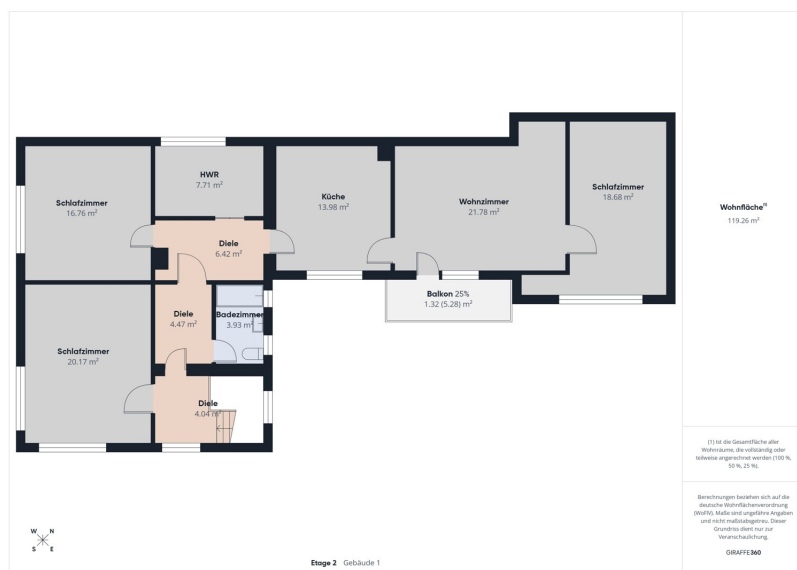 HWR
7.71 m²
Schlafzimmer
16.76 m²
Küche
13.98 m²
Wohnzimmer
21.78 m²
Schlafzimmer
18.68 m²
Diele
6.42 m²
Diele
4.47 m²
Badezimmer
3.93 m²
Balkon 25%
1.32 (5.28) m²
Schlafzimmer
20.17 m²
Diele
4.04 m²
Wohnfläche⁽¹⁾
119.26 m²
(1) Ist die Gesamtfläche aller
Wohnräume, die vollständig oder
teilweise angerechnet werden (100 %,
50 %, 25 %).
Berechnungen beziehen sich auf die
deutsche Wohnflächenverordnung
(WoFlV). Maße sind ungefähre Angaben
und nicht maßstabsgetreu. Dieser
Grundriss dient nur zur
Veranschaulichung.
GIRAFFE360
W N
S E
Etage 2 Gebäude 1